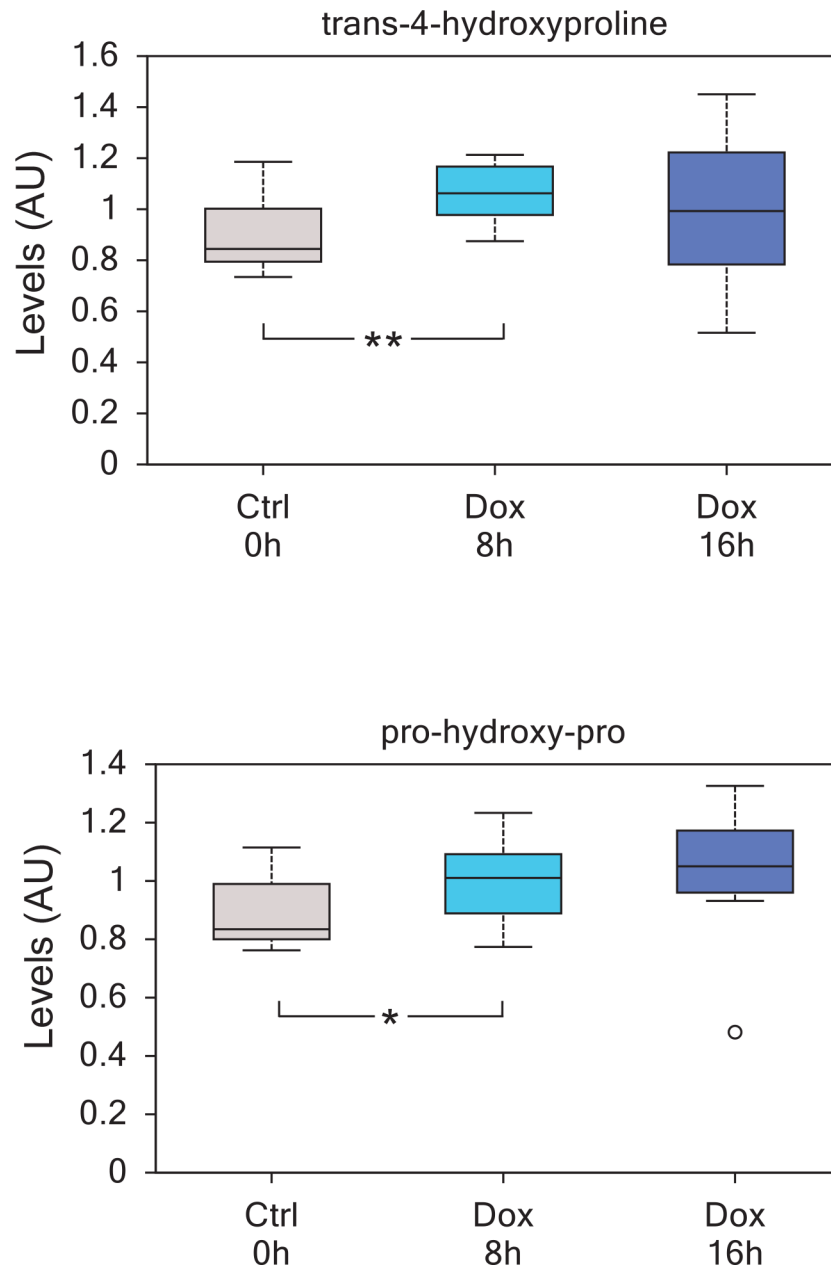 trans-4-hydroxyproline
Levels (AU)
1.6
1.4
1.2
1
0.8
0.6
0.4
0.2
0
**
Ctrl Dox Dox
0h 8h 16h
pro-hydroxy-pro
Levels (AU)
1.4
1.2
1
0.8
0.6
0.4
0.2
0
*
Ctrl Dox Dox
0h 8h 16h